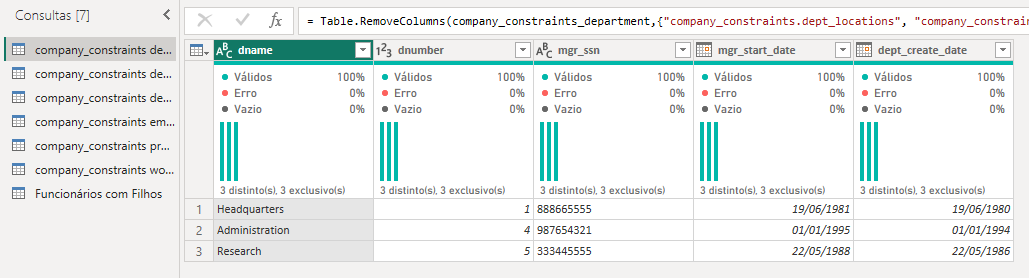 Consultas [7]
company_constraints de...
company_constraints de...
company_constraints de...
company_constraints em...
company_constraints pr...
company_constraints wo...
Funcionários com Filhos
fx = Table.RemoveColumns(company_constraints_department,{"company_constraints.dept_locations", "company_constrain
ABC dname 123 dnumber ABC mgr_ssn mgr_start_date dept_create_date
Válidos 100% Válidos 100% Válidos 100% Válidos 100% Válidos 100%
Erro 0% Erro 0% Erro 0% Erro 0% Erro 0%
Vazio 0% Vazio 0% Vazio 0% Vazio 0% Vazio 0%
3 distinto(s), 3 exclusivo(s) 3 distinto(s), 3 exclusivo(s) 3 distinto(s), 3 exclusivo(s) 3 distinto(s), 3 exclusivo(s) 3 distinto(s), 3 exclusivo(s)
1 Headquarters 1 888665555 19/06/1981 19/06/1980
2 Administration 4 987654321 01/01/1995 01/01/1994
3 Research 5 333445555 22/05/1988 22/05/1986